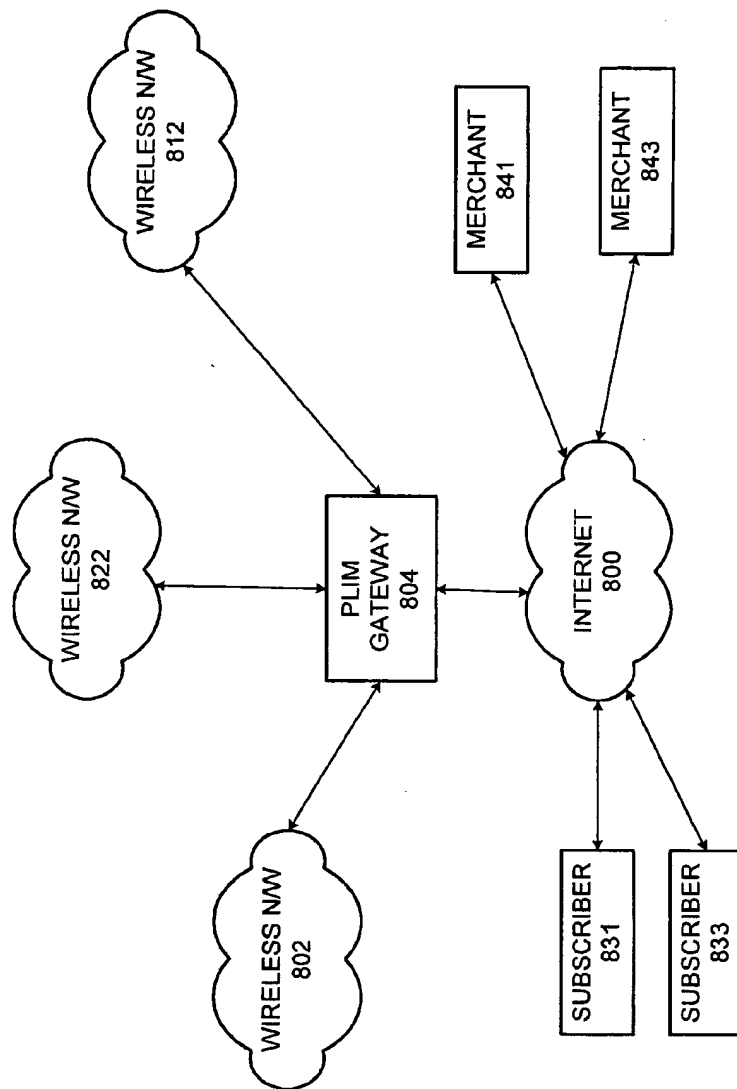 WIRELESS N/W
822
WIRELESS N/W
802
WIRELESS N/W
812
PLIM
GATEWAY
804
INTERNET
800
SUBSCRIBER
831
SUBSCRIBER
833
MERCHANT
841
MERCHANT
843